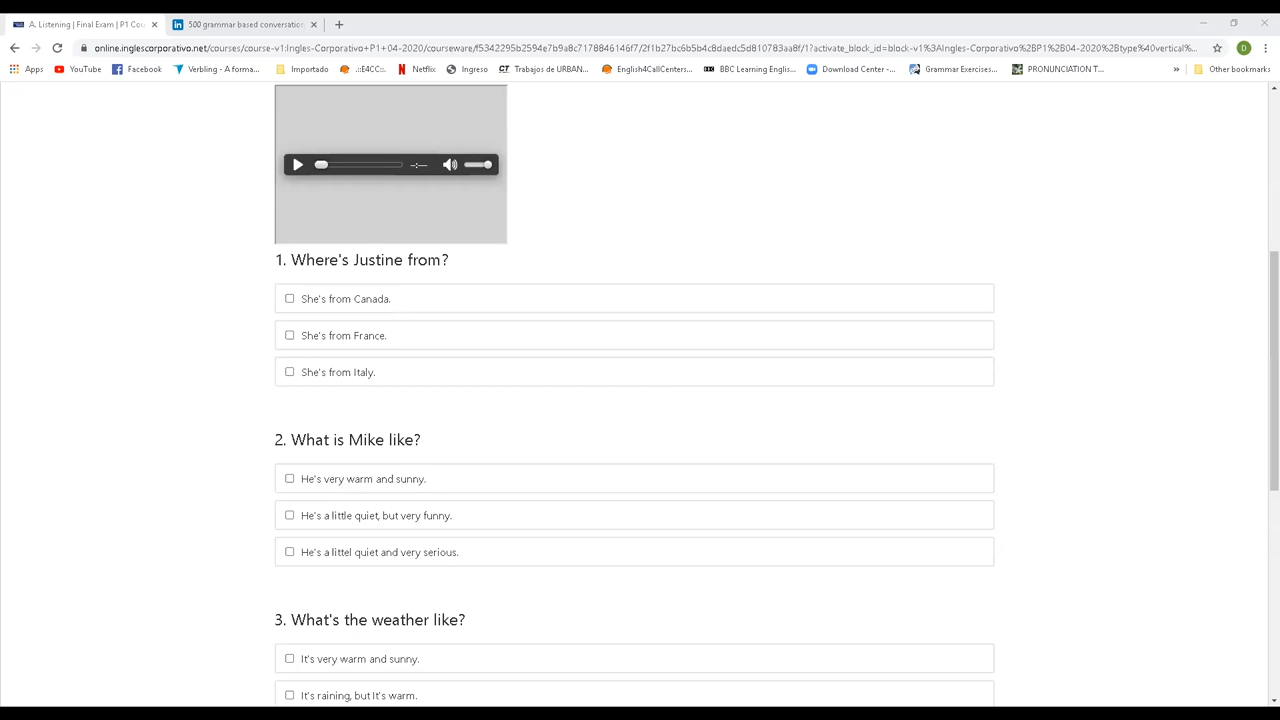 A. Listening | Final Exam | P1 Cou
500 grammar based conversation
online.inglescorporativo.net/courses/course-v1:Ingles-Corporativo+P1+04-2020/courseware/f5342295b2594e7b9a8c7178846146f7/2f1b27bc6b5b4c8daedc5d810783aa8f/1?activate_block_id=block-v1%3AIngles-Corporativo%2BP1%2B04-2020%2Btype%40vertical%...
D
Apps YouTube Facebook Verbling - A forma... Importado .::E4CC::. Netflix Ingreso Trabajos de URBAN... English4CallCenters... BBC Learning Englis... Download Center -... Grammar Exercises... PRONUNCIATION T... » Other bookmarks
-:--
1. Where's Justine from?
She's from Canada.
She's from France.
She's from Italy.
2. What is Mike like?
He's very warm and sunny.
He's a little quiet, but very funny.
He's a littel quiet and very serious.
3. What's the weather like?
It's very warm and sunny.
It's raining, but It's warm.